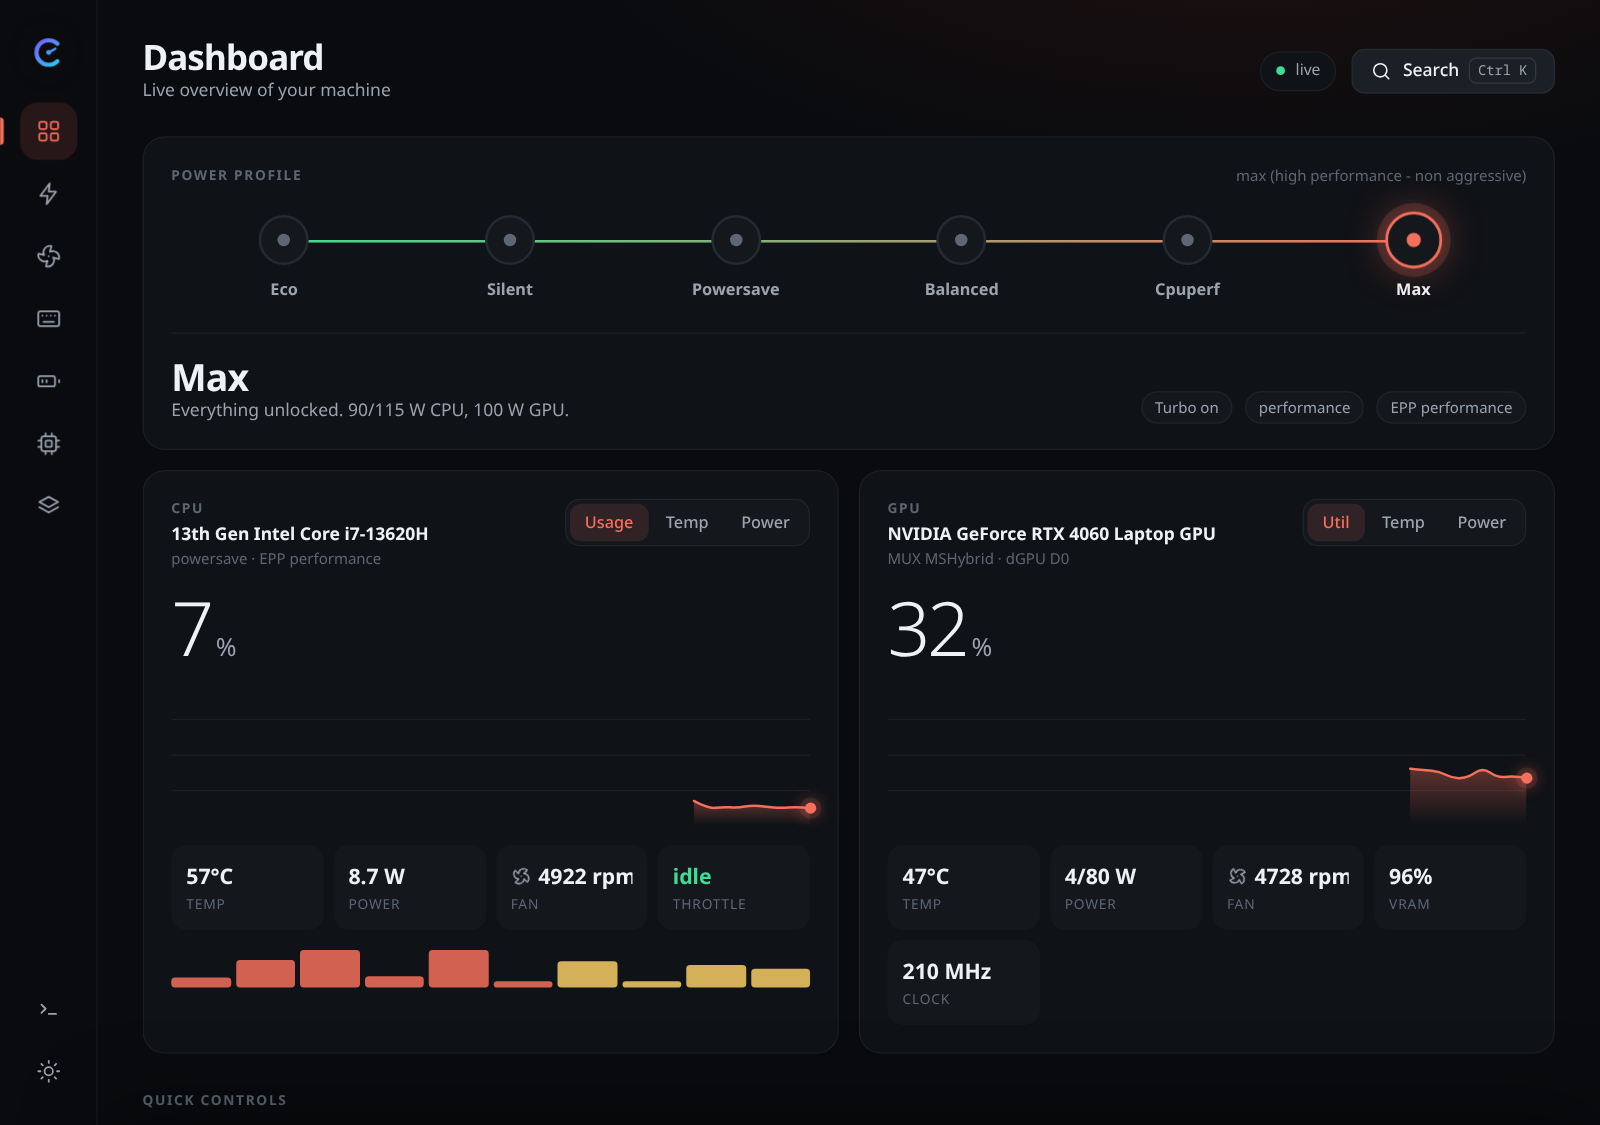 Dashboard
Live overview of your machine
live
Search Ctrl K
POWER PROFILE
max (high performance - non aggressive)
Eco
Silent
Powersave
Balanced
Cpuperf
Max
Max
Everything unlocked. 90/115 W CPU, 100 W GPU.
Turbo on
performance
EPP performance
CPU
13th Gen Intel Core i7-13620H
powersave · EPP performance
Usage
Temp
Power
7%
57°C
TEMP
8.7 W
POWER
4922 rpm
FAN
idle
THROTTLE
GPU
NVIDIA GeForce RTX 4060 Laptop GPU
MUX MSHybrid · dGPU D0
Util
Temp
Power
32%
47°C
TEMP
4/80 W
POWER
4728 rpm
FAN
96%
VRAM
210 MHz
CLOCK
QUICK CONTROLS